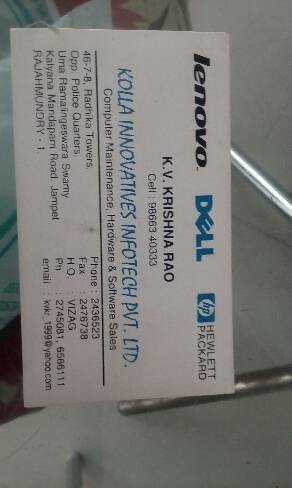 lenovo DELL hp HEWLETT PACKARD
K.V. KRISHNA RAO
Cell : 98663 40333
KOLLA INNOVATIVES INFOTECH PVT. LTD.
Computer Maintenance, Hardware & Software Sales
46-7-8, Radhika Towers,
Opp. Police Quarters,
Uma Ramalingeswara Swamy
Kalyana Mandapam Road Jampet
RAJAHMUNDRY - 1
Phone : 2436523
Fax : 2476738
H.O. : VIZAG
Ph : 2745081, 6566111
email : kvkr_1999@yahoo.com